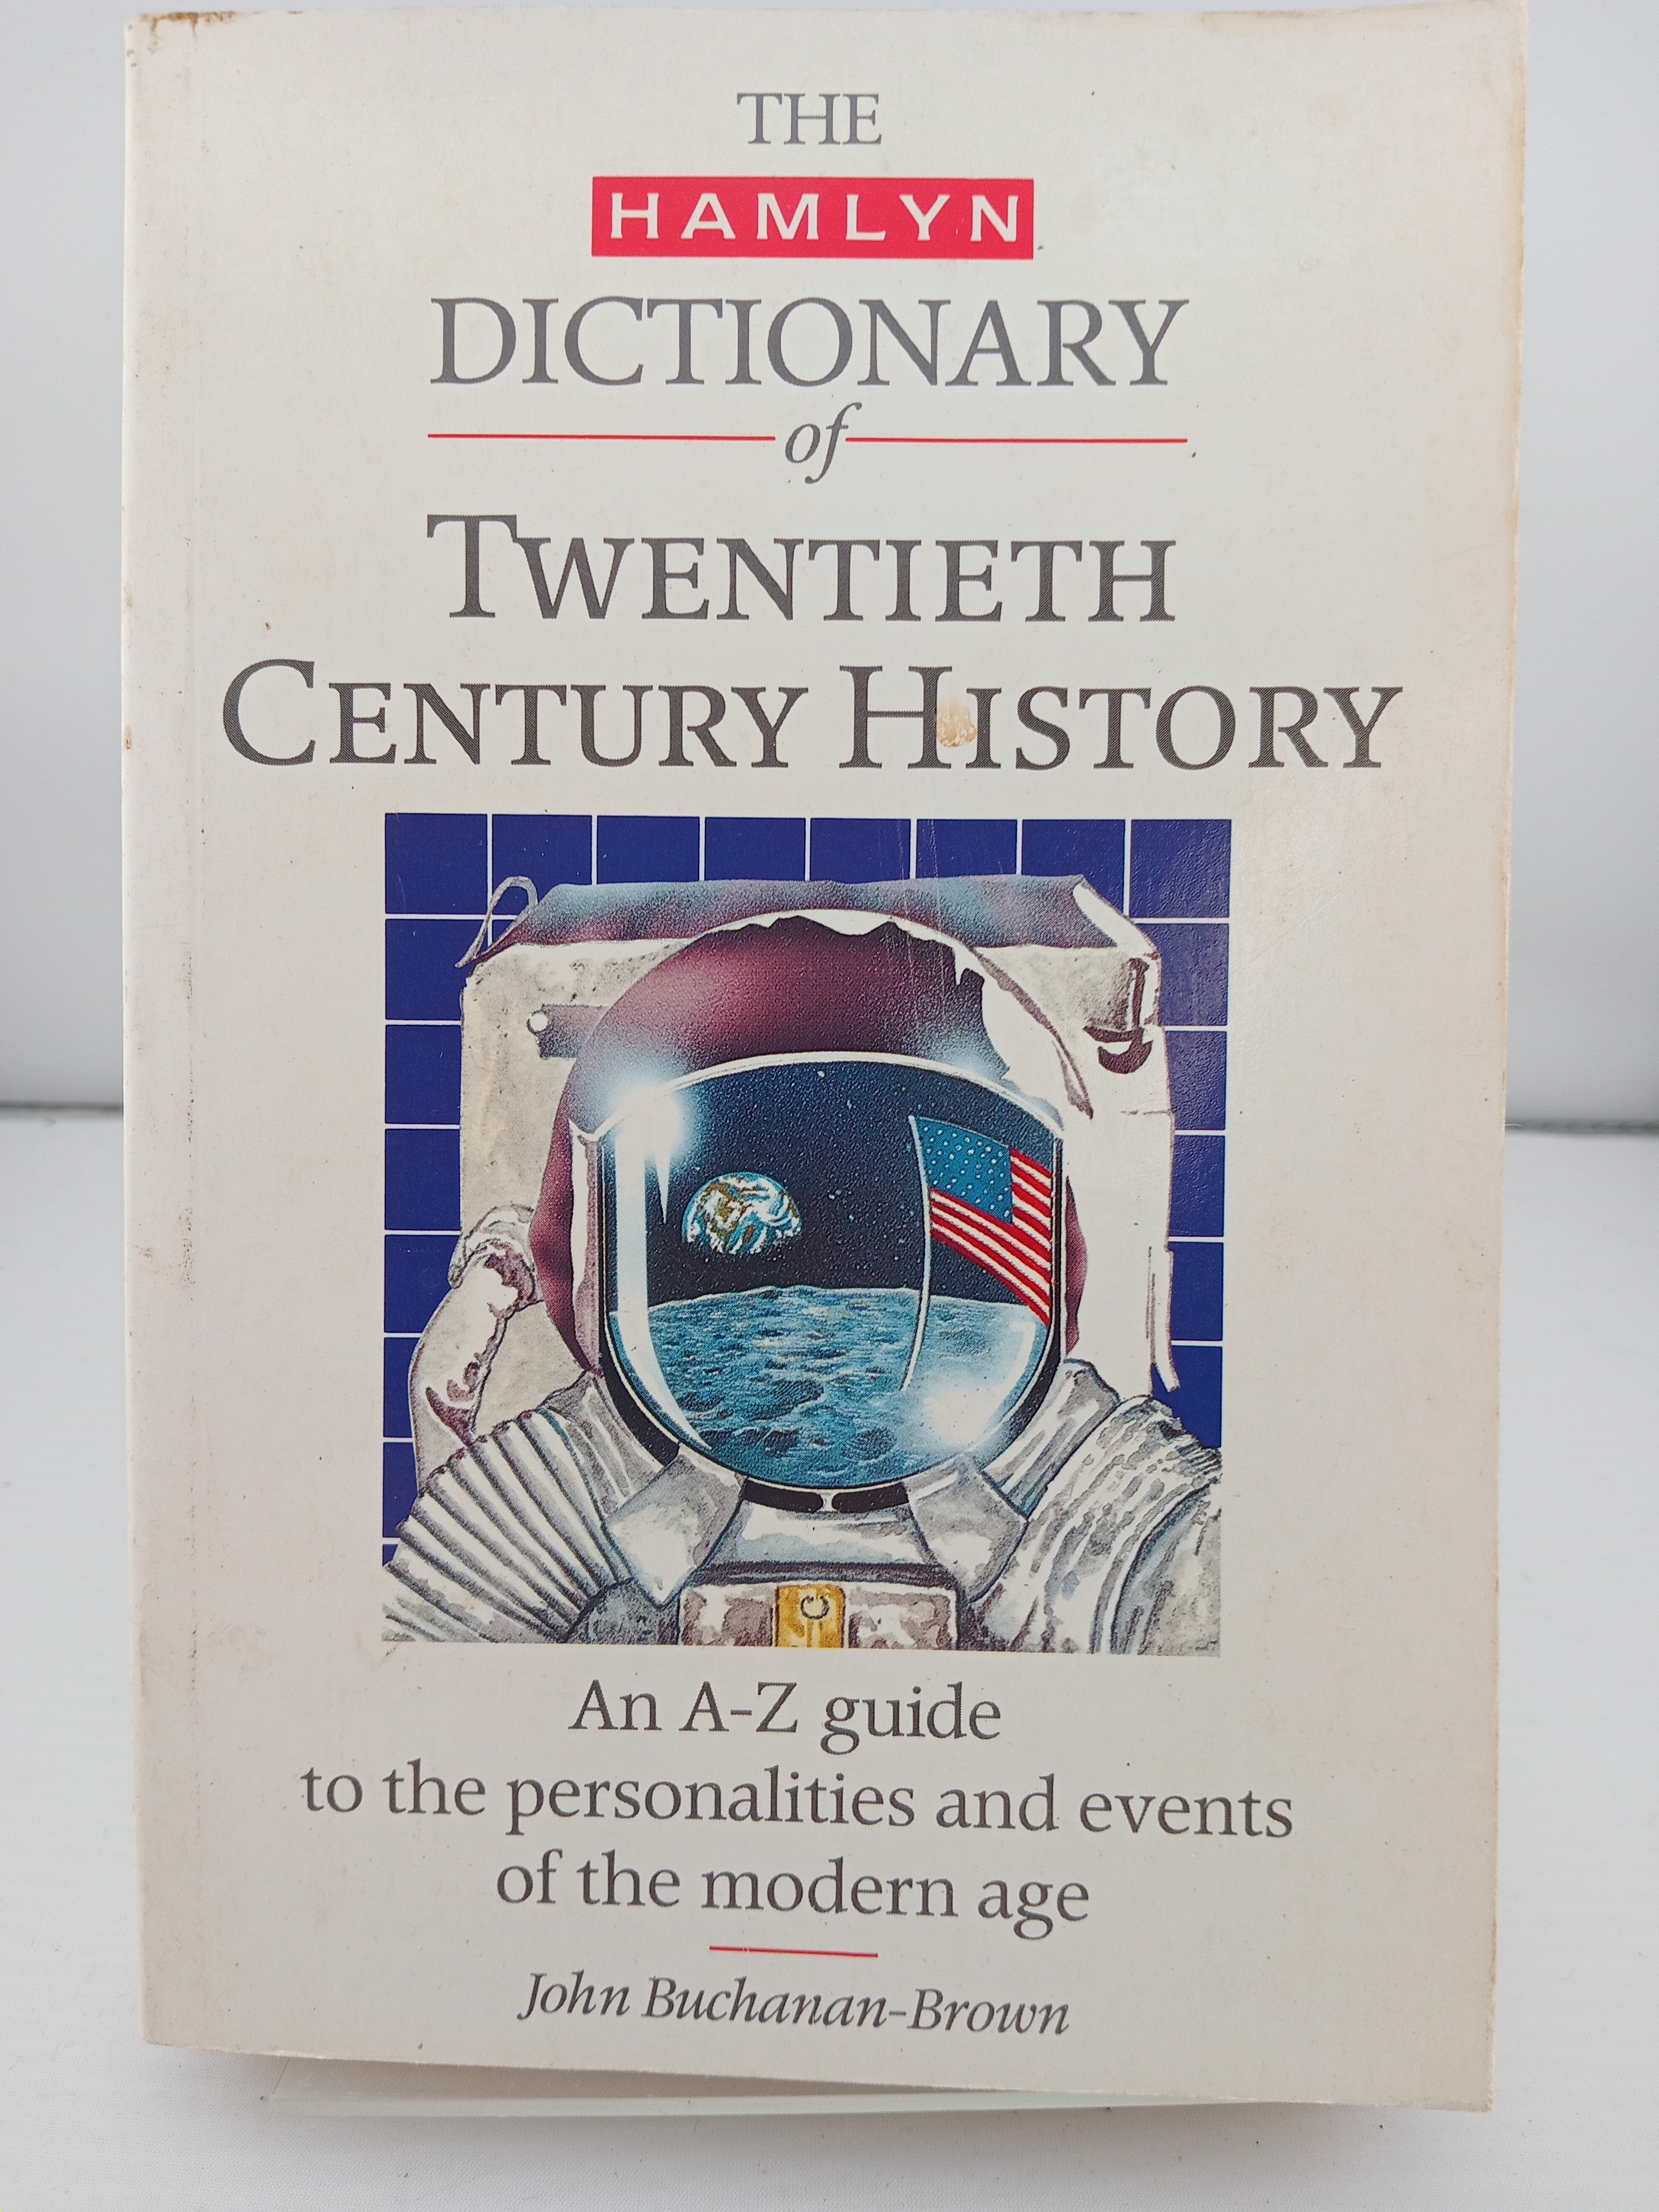 THE
HAMLYN
DICTIONARY
of
TWENTIETH
CENTURY HISTORY
An A-Z guide
to the personalities and events
of the modern age
John Buchanan-Brown